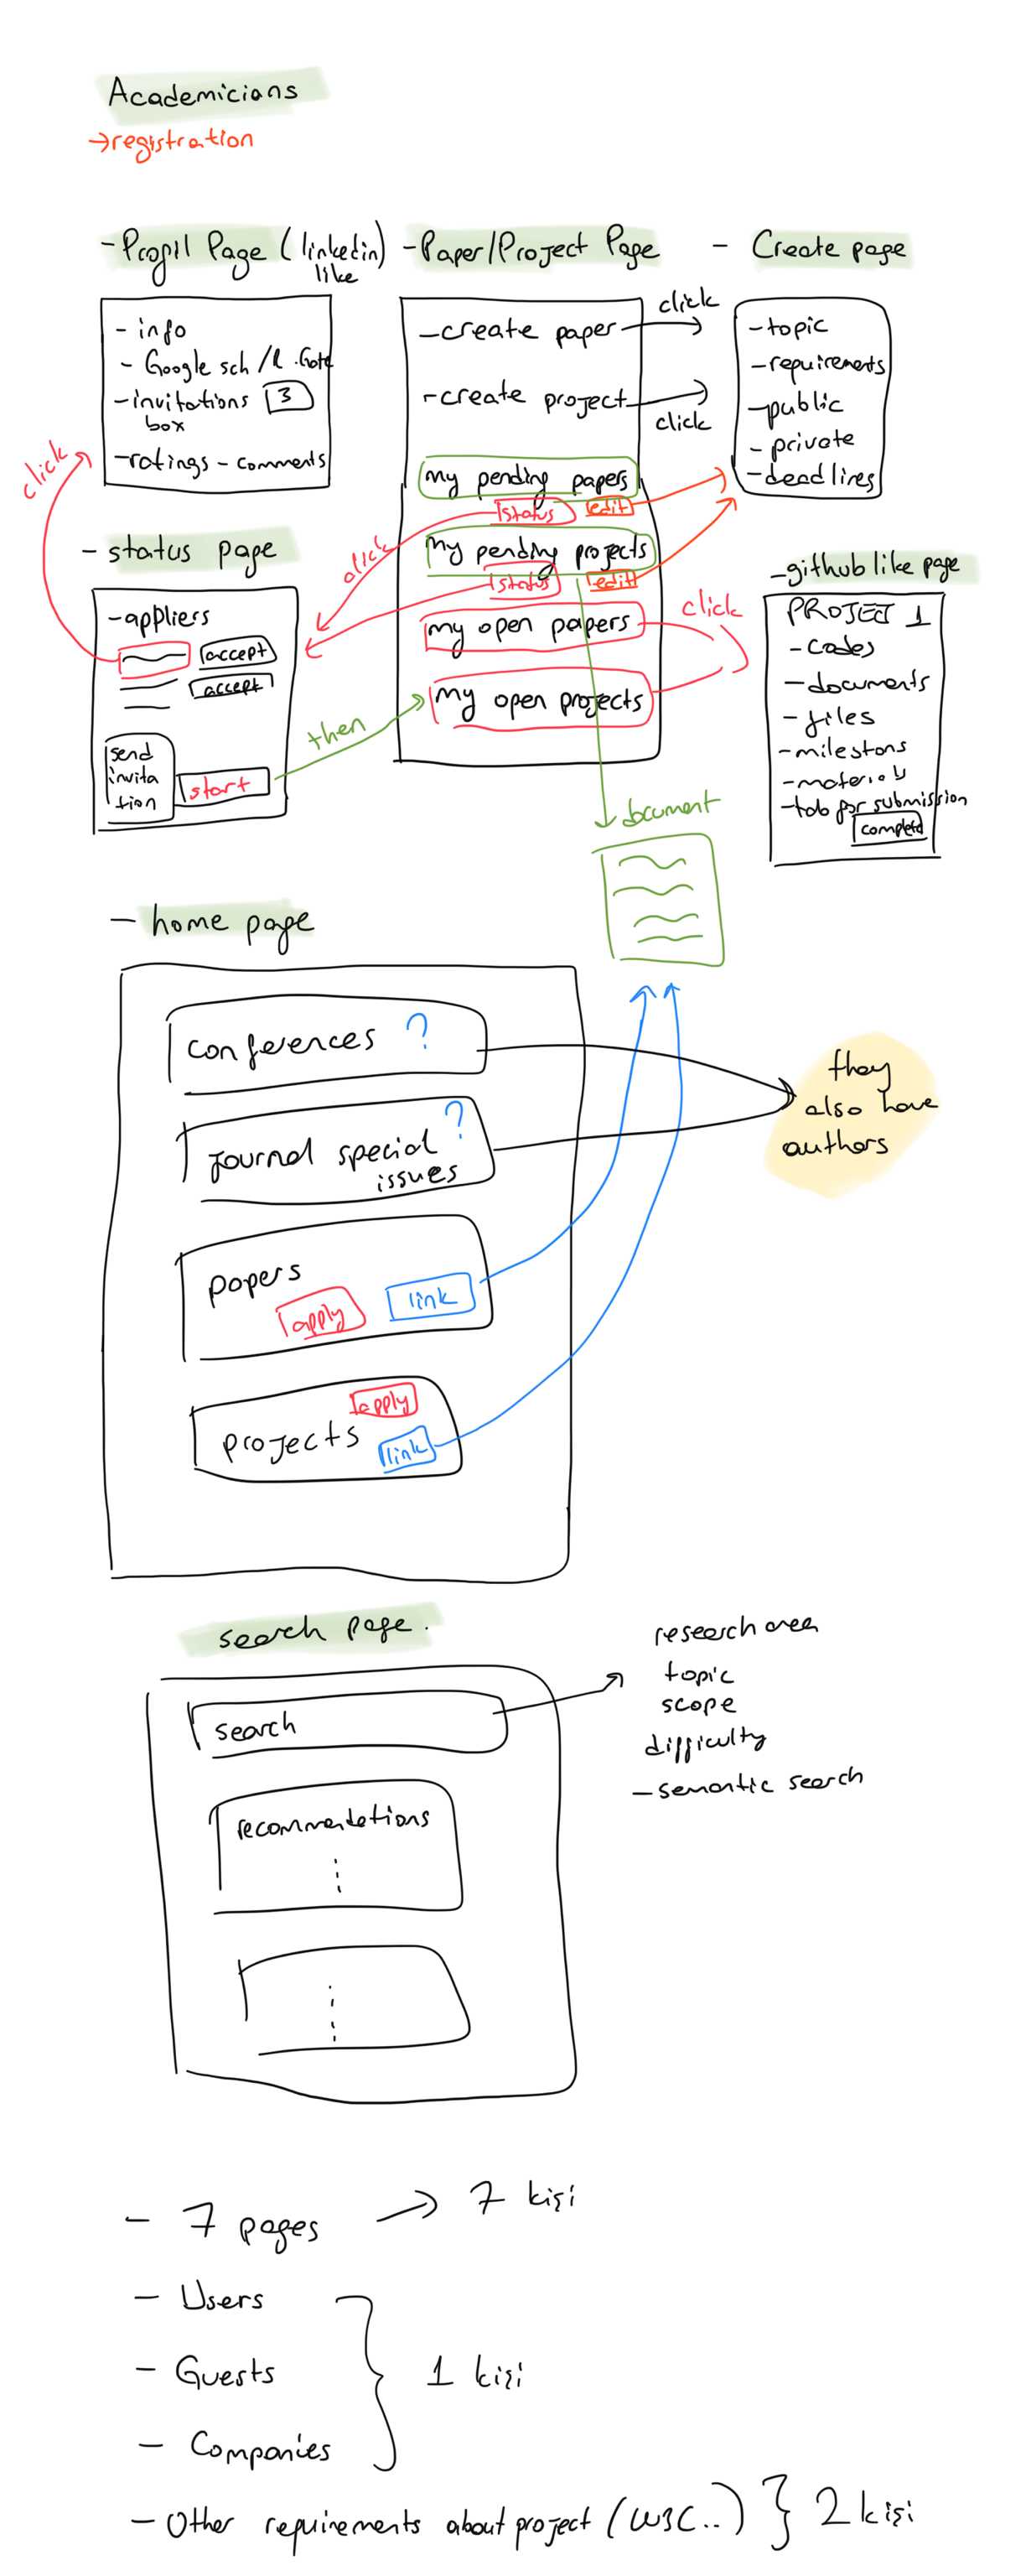 Academicians
→registration
- Profil Page (linkedin)
like
- info
- Google sch / R.Gate
- invitations 3
box
- ratings - comments
click
- Paper/Project Page
- create paper
click
- create project
click
my pending papers
status edit
my pending projects
status edit
my open papers
my open projects
click
click
- Create page
- topic
- requirements
- public
- private
- deadlines
- status page
- appliers
accept
accept
send
invita
tion
start
then
- github like page
PROJECT 1
- codes
- documents
- files
- milestons
- materials
- todo for submission
complete
document
- home page
conferences ?
journal special ?
issues
papers
apply link
projects
apply
link
they
also have
authors
search page.
search
recommendetions
research area
topic
scope
difficulty
- semantic search
- 7 pages → 7 kişi
- Users
- Guests
- Companies
1 kişi
- Other requirements about project (W3C..) } 2 kişi